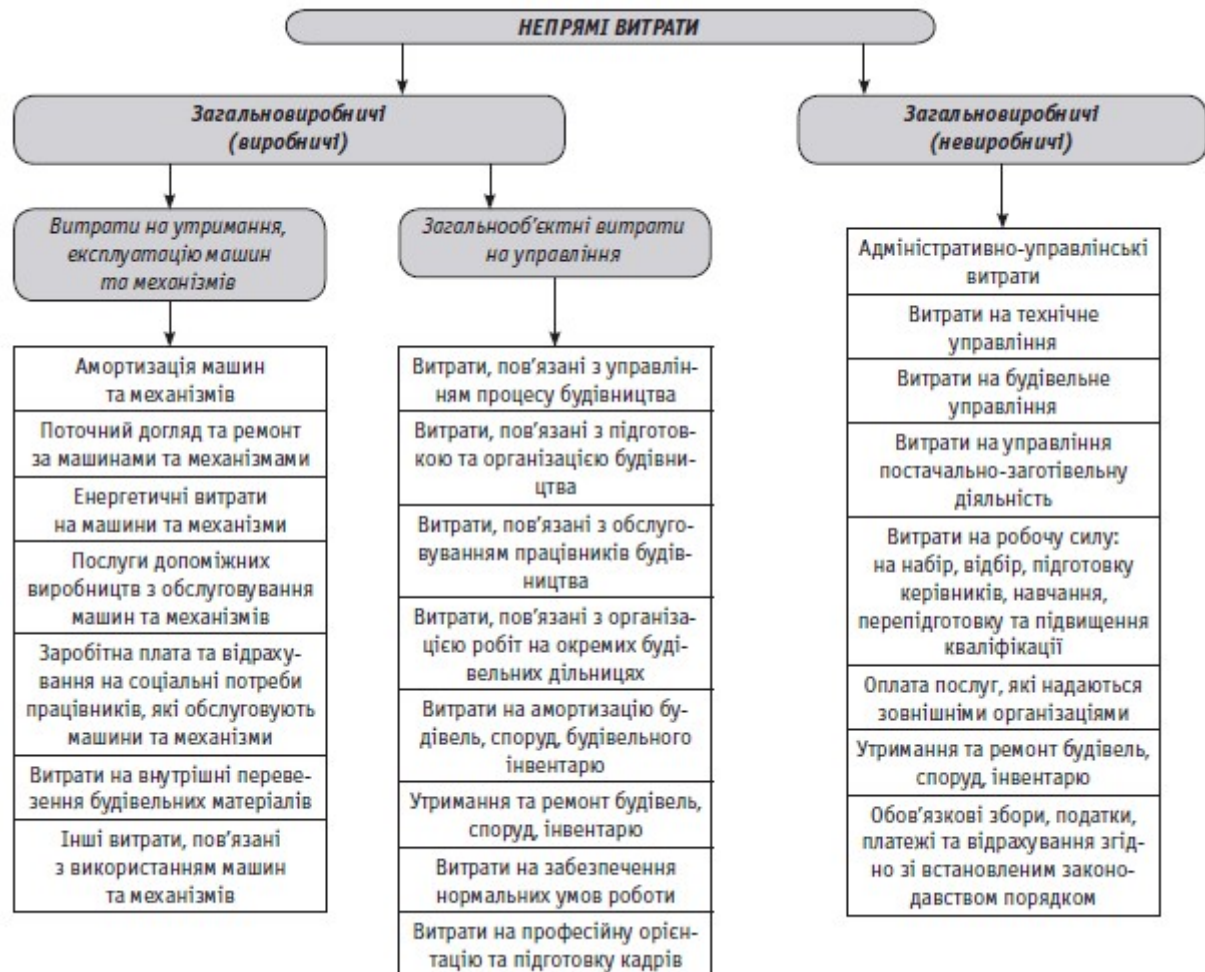 НЕПРЯМІ ВИТРАТИ
Загальновиробничі
(виробничі)
Загальновиробничі
(невиробничі)
Витрати на утримання,
експлуатацію машин
та механізмів
Загальнооб’єктні витрати
на управління
Амортизація машин
та механізмів
Поточний догляд та ремонт
за машинами та механізмами
Енергетичні витрати
на машини та механізми
Послуги допоміжних
виробництв з обслуговування
машин та механізмів
Заробітна плата та відраху-
вання на соціальні потреби
працівників, які обслуговують
машини та механізми
Витрати на внутрішні переве-
зення будівельних матеріалів
Інші витрати, пов’язані
з використанням машин
та механізмів
Витрати, пов’язані з управлін-
ням процесу будівництва
Витрати, пов’язані з підготов-
кою та організацією будівни-
цтва
Витрати, пов’язані з обслуго-
вуванням працівників будів-
ництва
Витрати, пов’язані з організа-
цією робіт на окремих буді-
вельних дільницях
Витрати на амортизацію бу-
дівель, споруд, будівельного
інвентарю
Утримання та ремонт будівель,
споруд, інвентарю
Витрати на забезпечення
нормальних умов роботи
Витрати на професійну орієн-
тацію та підготовку кадрів
Адміністративно-управлінські
витрати
Витрати на технічне
управління
Витрати на будівельне
управління
Витрати на управління
постачально-заготівельну
діяльність
Витрати на робочу силу:
на набір, відбір, підготовку
керівників, навчання,
перепідготовку та підвищення
кваліфікації
Оплата послуг, які надаються
зовнішніми організаціями
Утримання та ремонт будівель,
споруд, інвентарю
Обов’язкові збори, податки,
платежі та відрахування згід-
но зі встановленим законо-
давством порядком